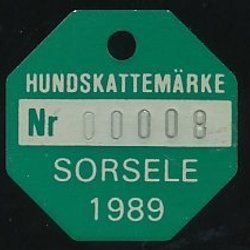 HUNDSKATTEMÄRKE
Nr 00008
SORSELE
1989